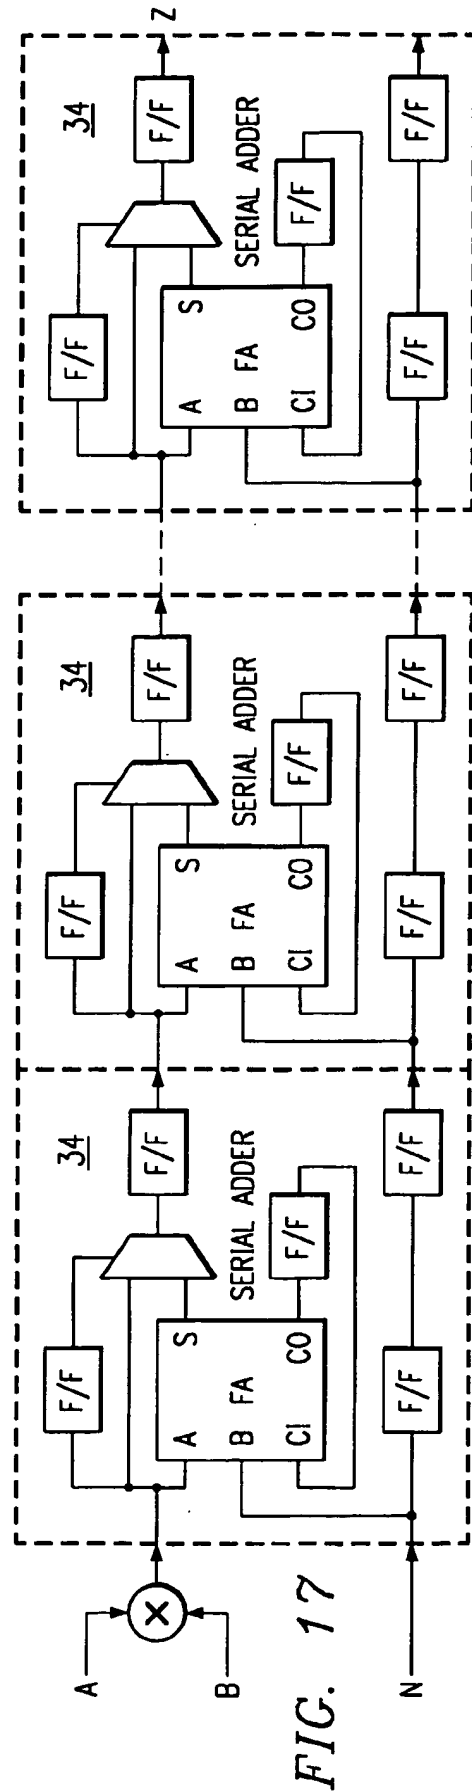 A
B
N
×
34
F/F
F/F
A
B
CI
FA
S
CO
SERIAL ADDER
F/F
F/F
F/F
34
F/F
F/F
A
B
CI
FA
S
CO
SERIAL ADDER
F/F
F/F
F/F
34
F/F
F/F
A
B
CI
FA
S
CO
SERIAL ADDER
F/F
F/F
F/F
Z
FIG. 17